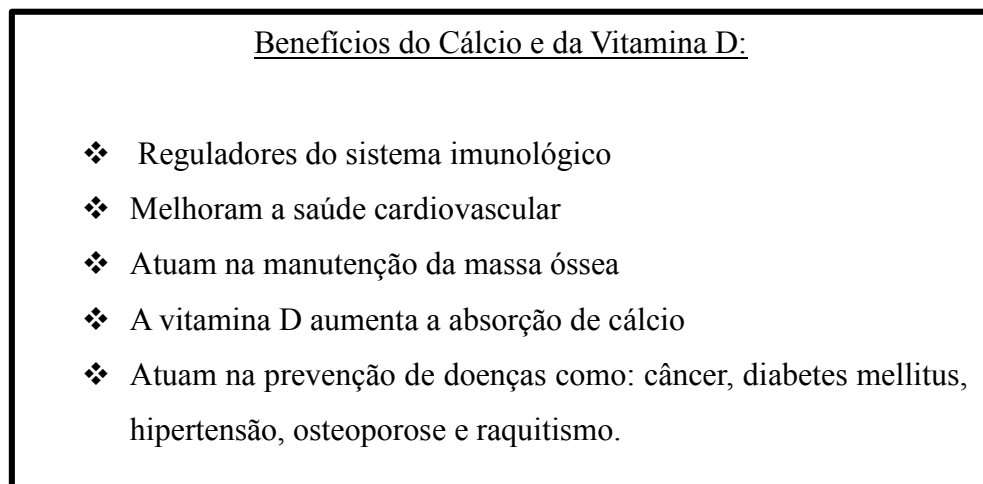 Benefícios do Cálcio e da Vitamina D:
❖ Reguladores do sistema imunológico
❖ Melhoram a saúde cardiovascular
❖ Atuam na manutenção da massa óssea
❖ A vitamina D aumenta a absorção de cálcio
❖ Atuam na prevenção de doenças como: câncer, diabetes mellitus,
hipertensão, osteoporose e raquitismo.